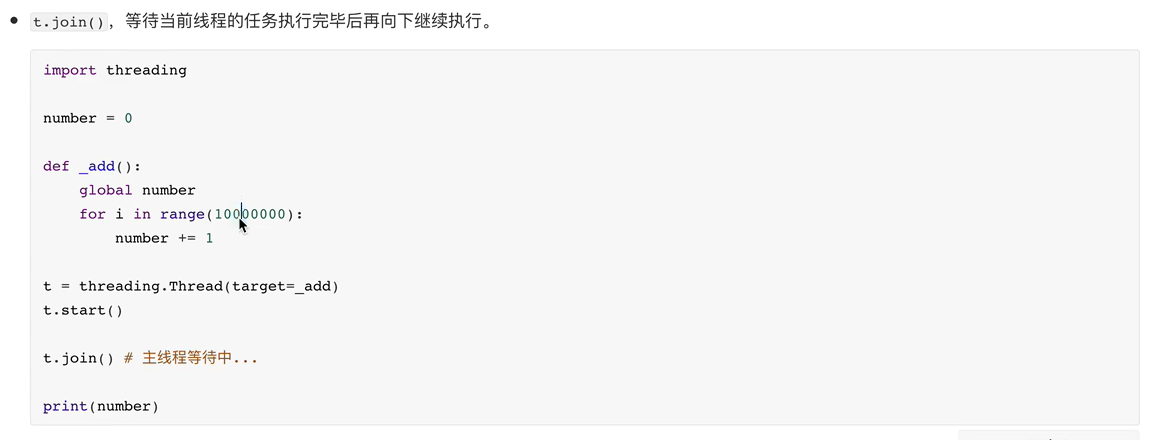 t.join()，等待当前线程的任务执行完毕后再向下继续执行。
import threading
number = 0
def _add():
    global number
    for i in range(10000000):
        number += 1
t = threading.Thread(target=_add)
t.start()
t.join() # 主线程等待中...
print(number)